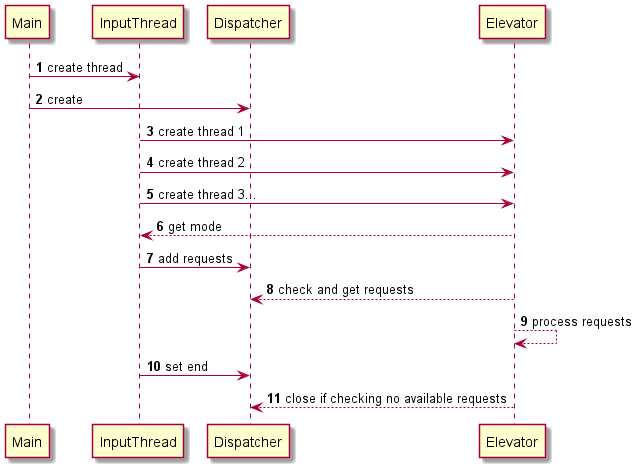 Main InputThread Dispatcher Elevator
1 create thread
2 create
3 create thread 1
4 create thread 2
5 create thread 3...
6 get mode
7 add requests
8 check and get requests
9 process requests
10 set end
11 close if checking no available requests
Main InputThread Dispatcher Elevator